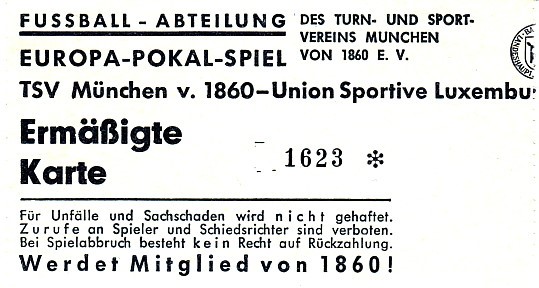 FUSSBALL - ABTEILUNG
DES TURN- UND SPORT-
VEREINS MUNCHEN
VON 1860 E. V.
EUROPA-POKAL-SPIEL
TSV München v. 1860–Union Sportive Luxembu
Ermäßigte
Karte
1623 *
Für Unfälle und Sachschaden wird nicht gehaftet.
Zurufe an Spieler und Schiedsrichter sind verboten.
Bei Spielabbruch besteht kein Recht auf Rückzahlung.
Werdet Mitglied von 1860!